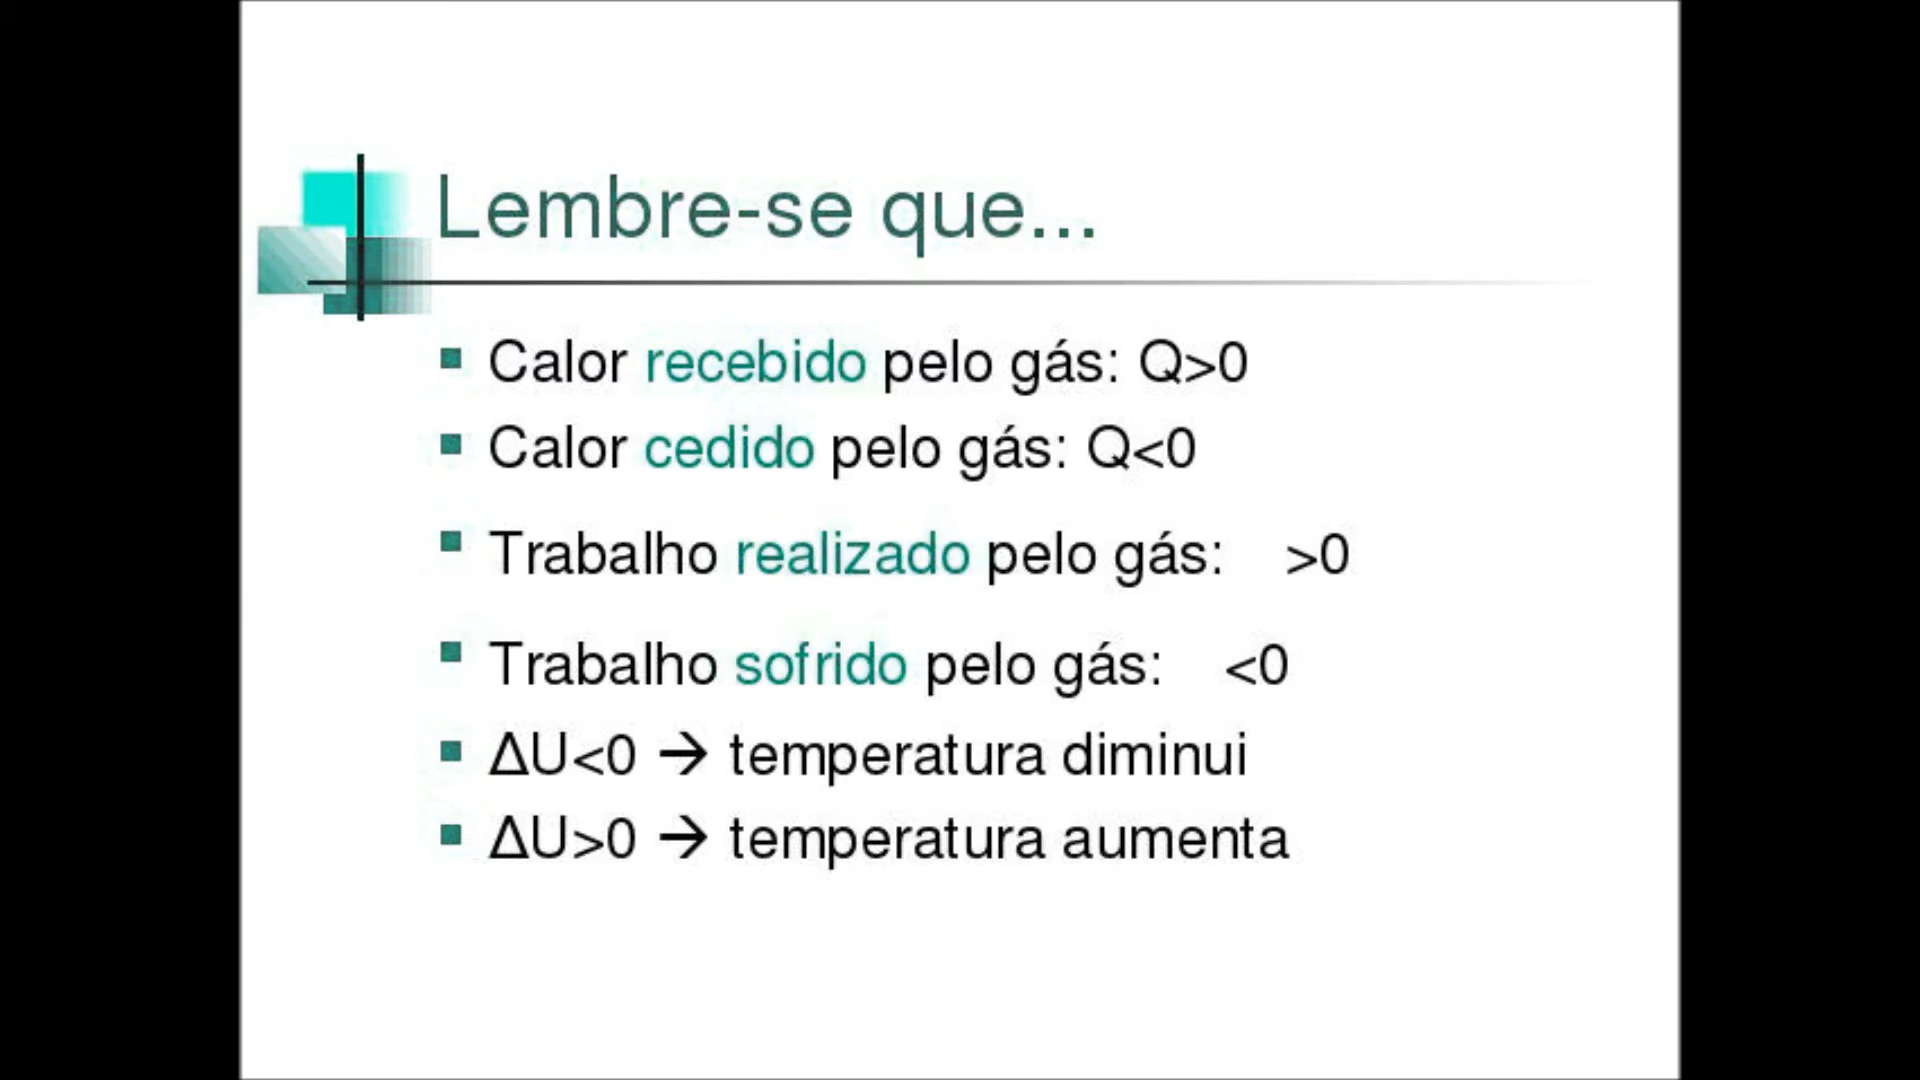 Lembre-se que...
Calor recebido pelo gás: Q>0
Calor cedido pelo gás: Q<0
Trabalho realizado pelo gás: >0
Trabalho sofrido pelo gás: <0
ΔU<0 → temperatura diminui
ΔU>0 → temperatura aumenta